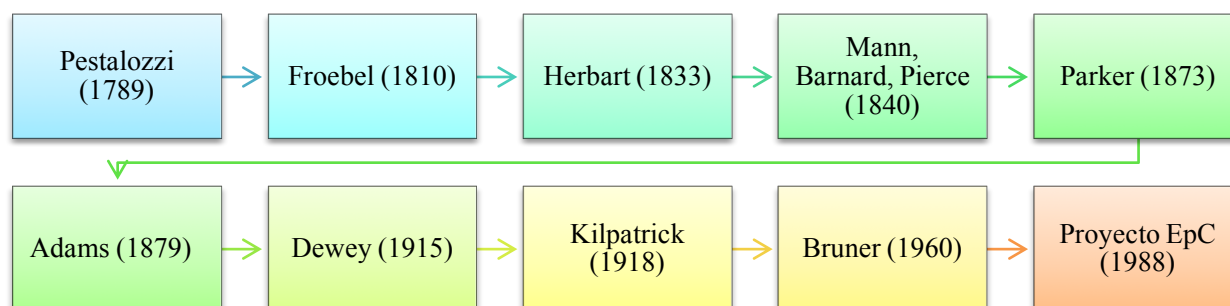 Pestalozzi
(1789)
Froebel (1810)
Herbart (1833)
Mann,
Barnard, Pierce
(1840)
Parker (1873)
Adams (1879)
Dewey (1915)
Kilpatrick
(1918)
Bruner (1960)
Proyecto EpC
(1988)